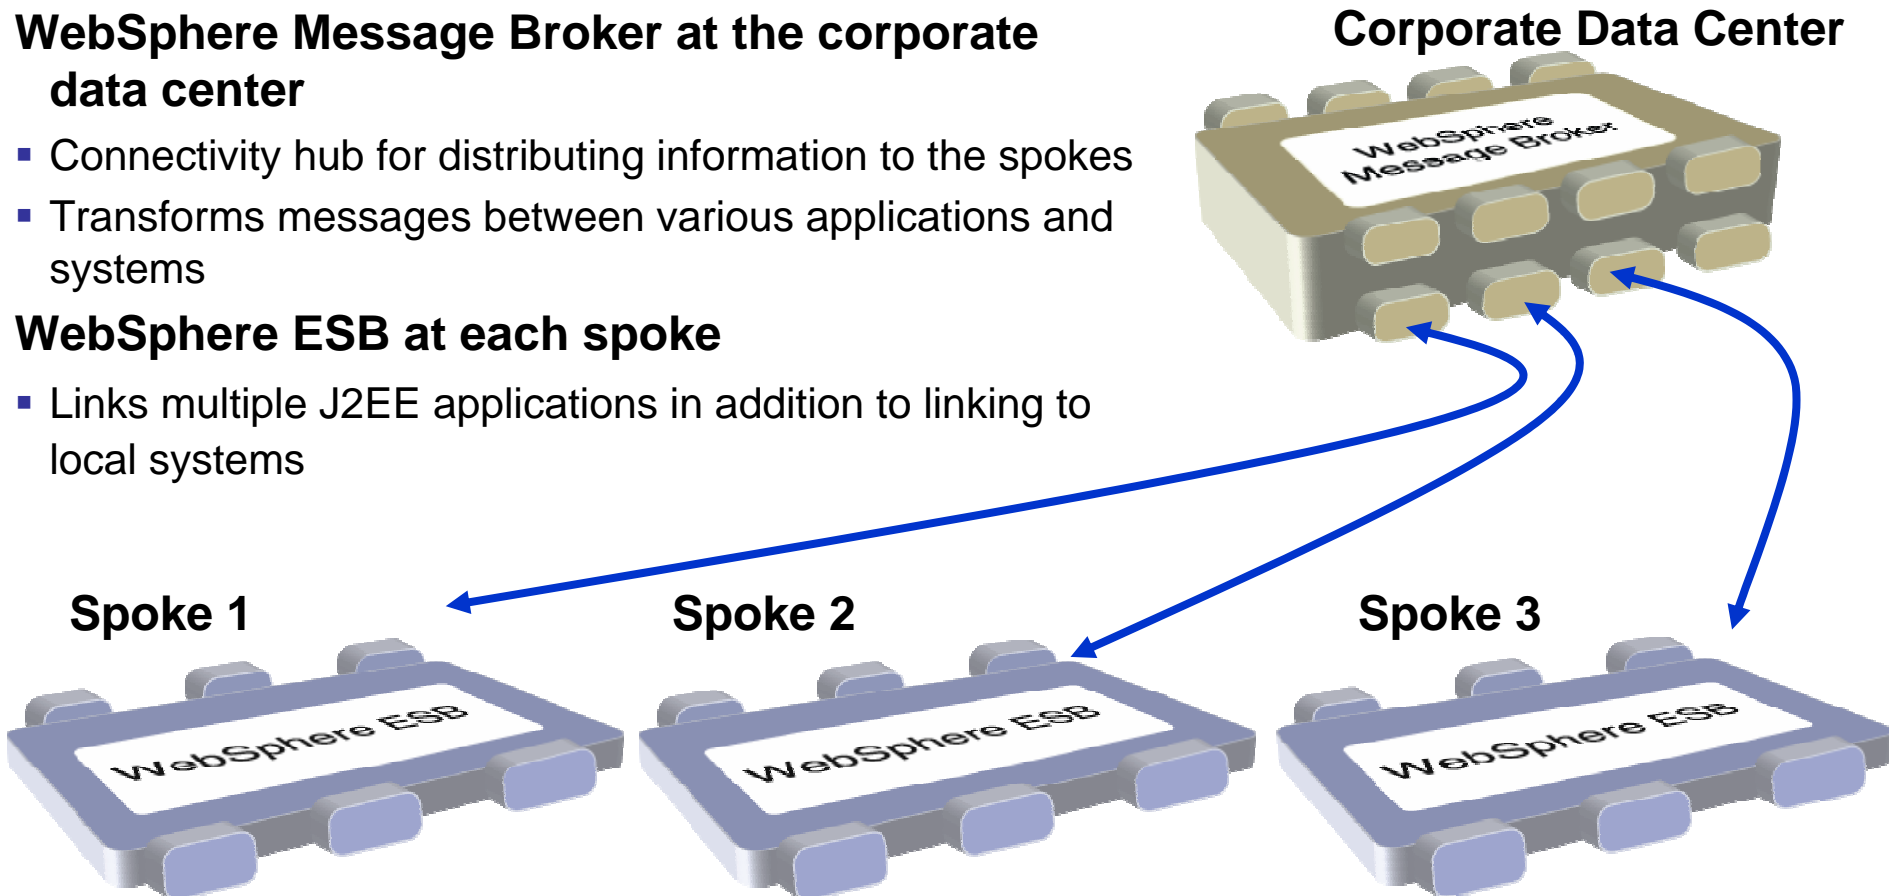 WebSphere Message Broker at the corporate
data center
▪ Connectivity hub for distributing information to the spokes
▪ Transforms messages between various applications and
systems
WebSphere ESB at each spoke
▪ Links multiple J2EE applications in addition to linking to
local systems
Corporate Data Center
WebSphere
Message Broker
Spoke 1
Spoke 2
Spoke 3
WebSphere ESB
WebSphere ESB
WebSphere ESB